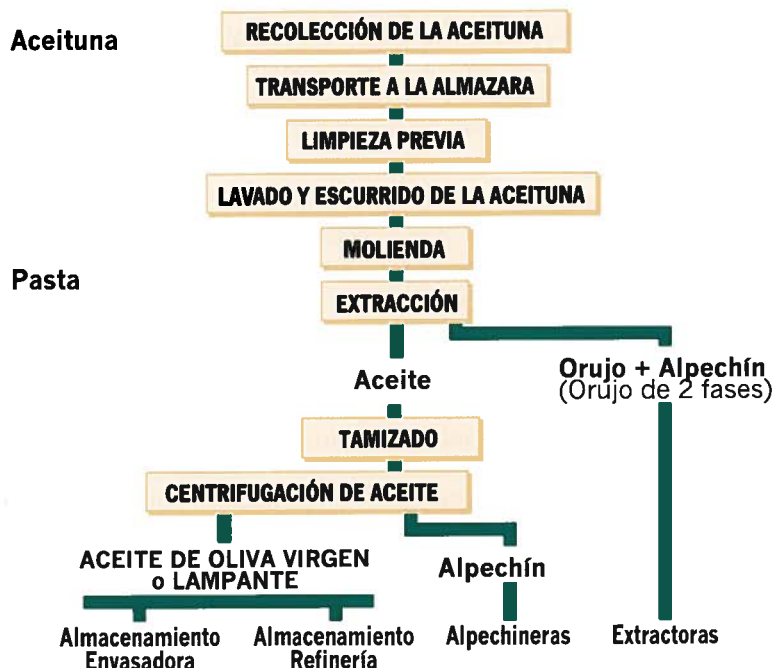 Aceituna
RECOLECCIÓN DE LA ACEITUNA
TRANSPORTE A LA ALMAZARA
LIMPIEZA PREVIA
LAVADO Y ESCURRIDO DE LA ACEITUNA
MOLIENDA
Pasta
EXTRACCIÓN
Aceite
Orujo + Alpechín
(Orujo de 2 fases)
TAMIZADO
CENTRIFUGACIÓN DE ACEITE
ACEITE DE OLIVA VIRGEN
o LAMPANTE
Alpechín
Almacenamiento
Envasadora
Almacenamiento
Refinería
Alpechineras
Extractoras